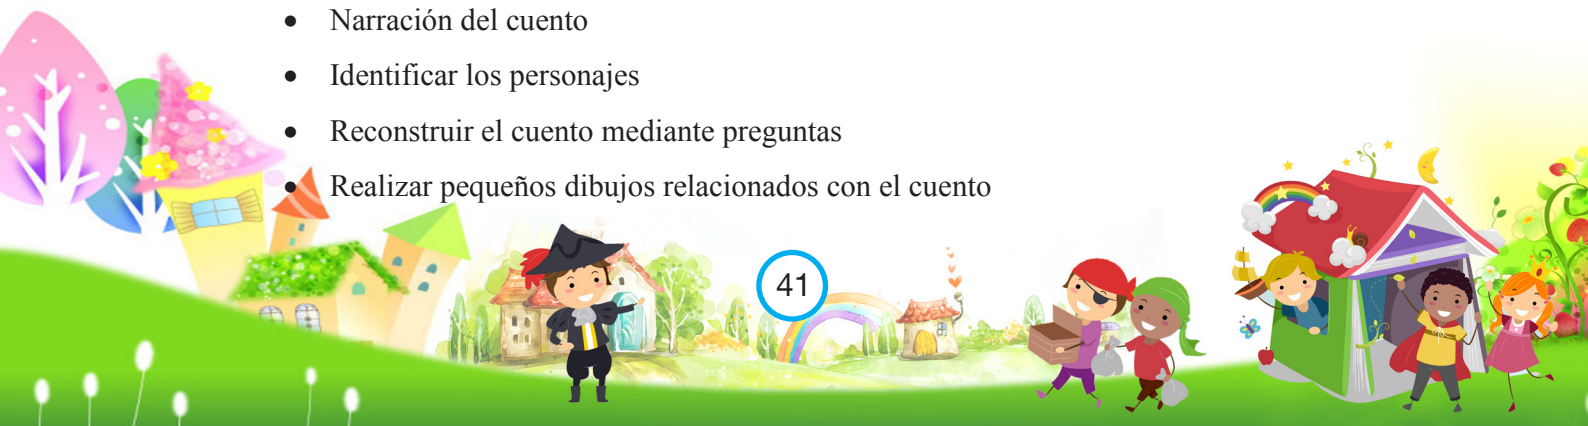 • Narración del cuento
• Identificar los personajes
• Reconstruir el cuento mediante preguntas
• Realizar pequeños dibujos relacionados con el cuento
41